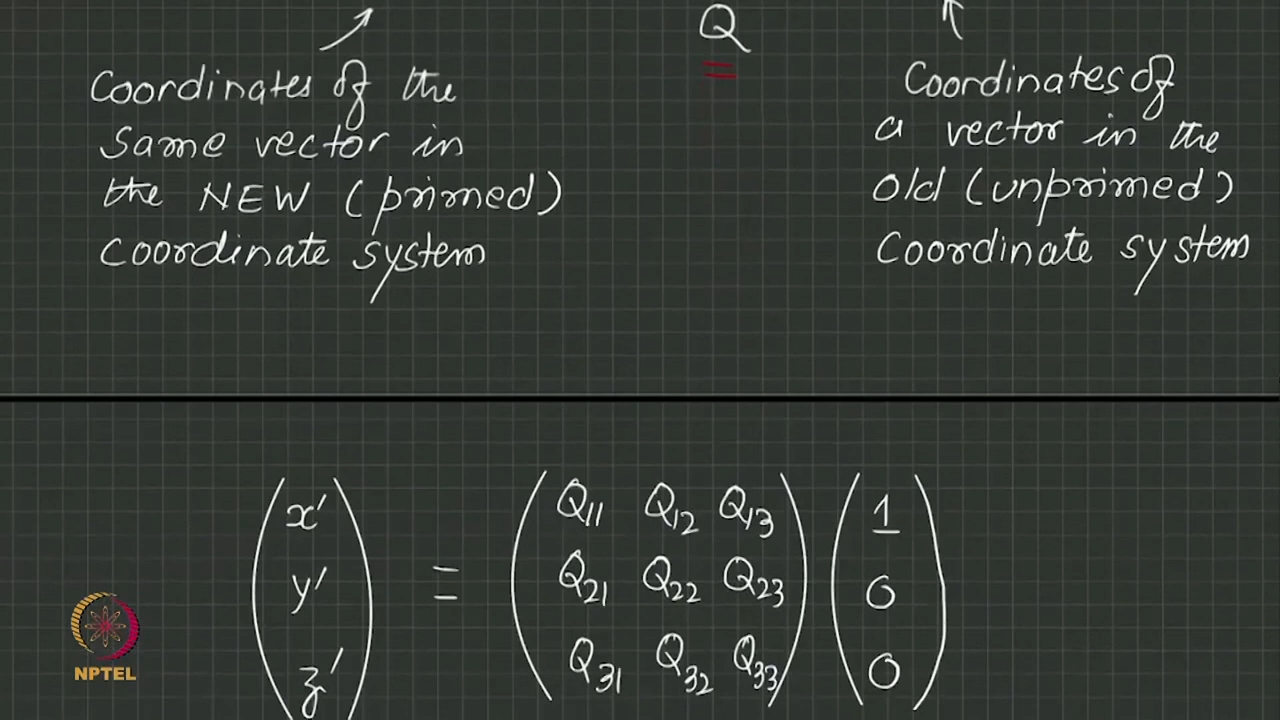 Q
Coordinates of the
same vector in
the NEW (primed)
coordinate system
Coordinates of
a vector in the
old (unprimed)
coordinate system
x′ = Q11 Q12 Q13 1
y′ Q21 Q22 Q23 0
z′ Q31 Q32 Q33 0
NPTEL